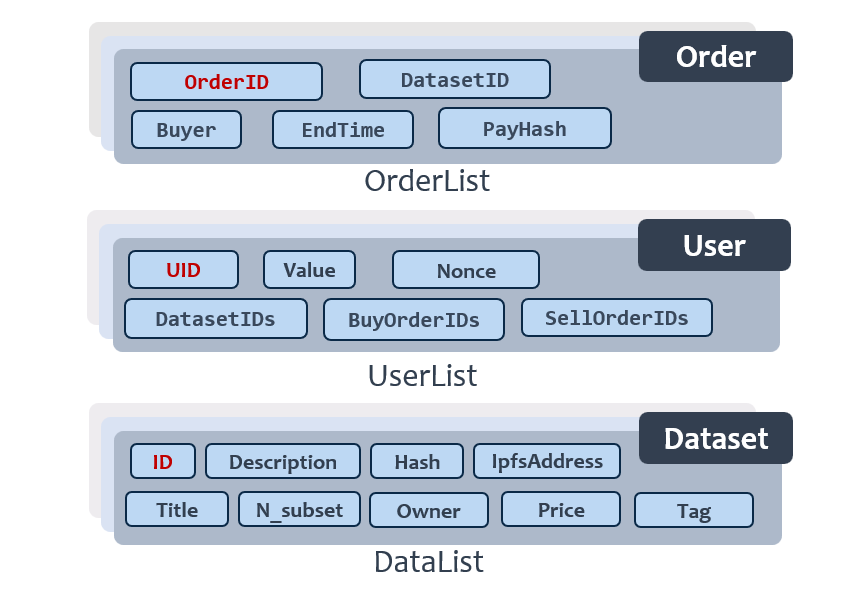 Order
OrderID DatasetID
Buyer EndTime PayHash
OrderList
User
UID Value Nonce
DatasetIDs BuyOrderIDs SellOrderIDs
UserList
Dataset
ID Description Hash IpfsAddress
Title N_subset Owner Price Tag
DataList